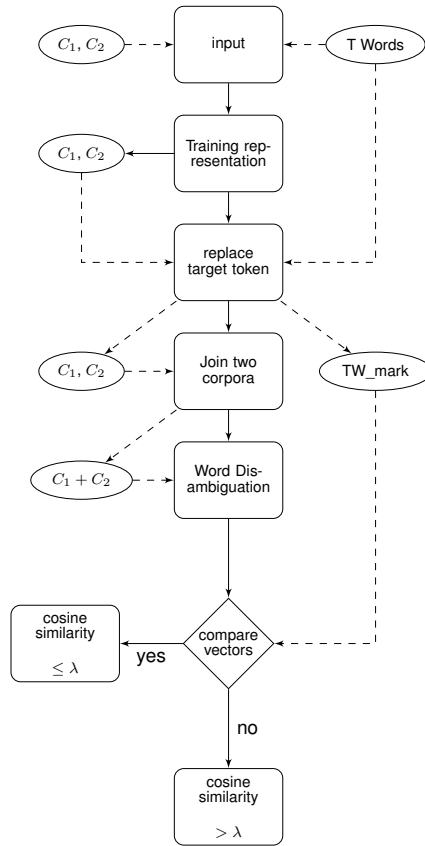 C₁, C₂
input
T Words
C₁, C₂
Training rep-
resentation
replace
target token
C₁, C₂
Join two
corpora
TW_mark
C₁ + C₂
Word Dis-
ambiguation
cosine
similarity
≤ λ
yes
compare
vectors
no
cosine
similarity
> λ